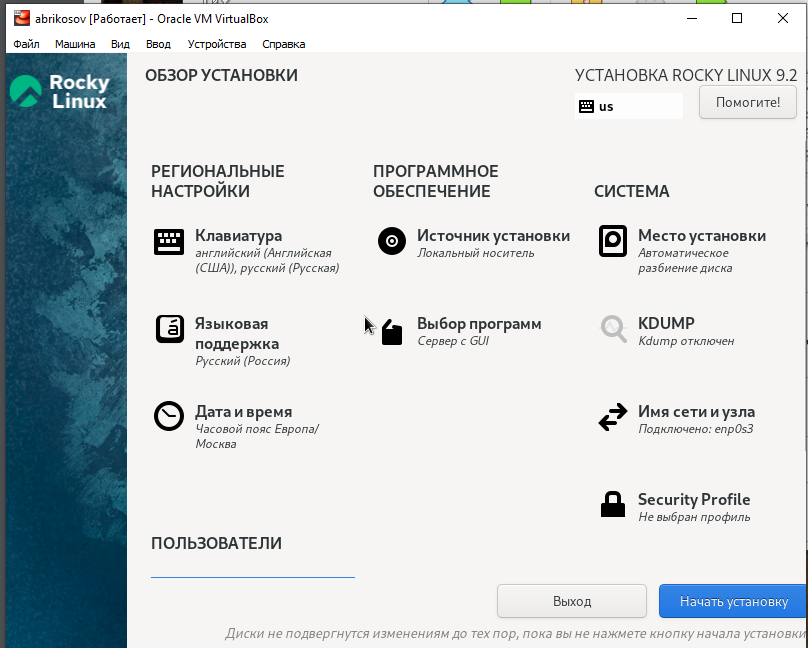 abrikosov [Работает] - Oracle VM VirtualBox
Файл Машина Вид Ввод Устройства Справка
Rocky
Linux
ОБЗОР УСТАНОВКИ
УСТАНОВКА ROCKY LINUX 9.2
us
Помогите!
РЕГИОНАЛЬНЫЕ
НАСТРОЙКИ
Клавиатура
английский (Английская
(США)), русский (Русская)
Языковая
поддержка
Русский (Россия)
Дата и время
Часовой пояс Европа/
Москва
ПРОГРАММНОЕ
ОБЕСПЕЧЕНИЕ
Источник установки
Локальный носитель
Выбор программ
Сервер с GUI
СИСТЕМА
Место установки
Автоматическое
разбиение диска
KDUMP
Kdump отключен
Имя сети и узла
Подключено: enp0s3
Security Profile
Не выбран профиль
ПОЛЬЗОВАТЕЛИ
Выход
Начать установку
Диски не подвергнутся изменениям до тех пор, пока вы не нажмете кнопку начала установки